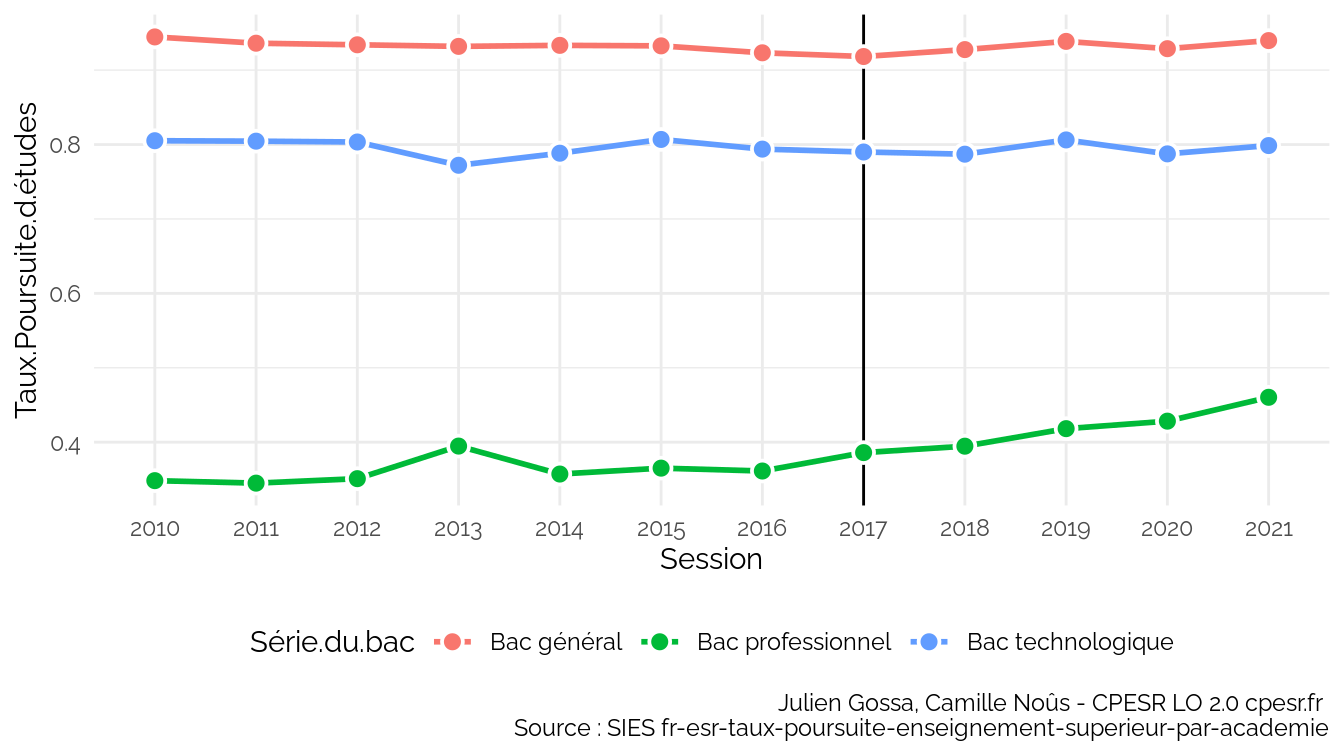 Taux.Poursuite.d.études
0.8
0.6
0.4
2010 2011 2012 2013 2014 2015 2016 2017 2018 2019 2020 2021
Session
Série.du.bac Bac général Bac professionnel Bac technologique
Julien Gossa, Camille Noûs - CPESR LO 2.0 cpesr.fr
Source : SIES fr-esr-taux-poursuite-enseignement-superieur-par-academie